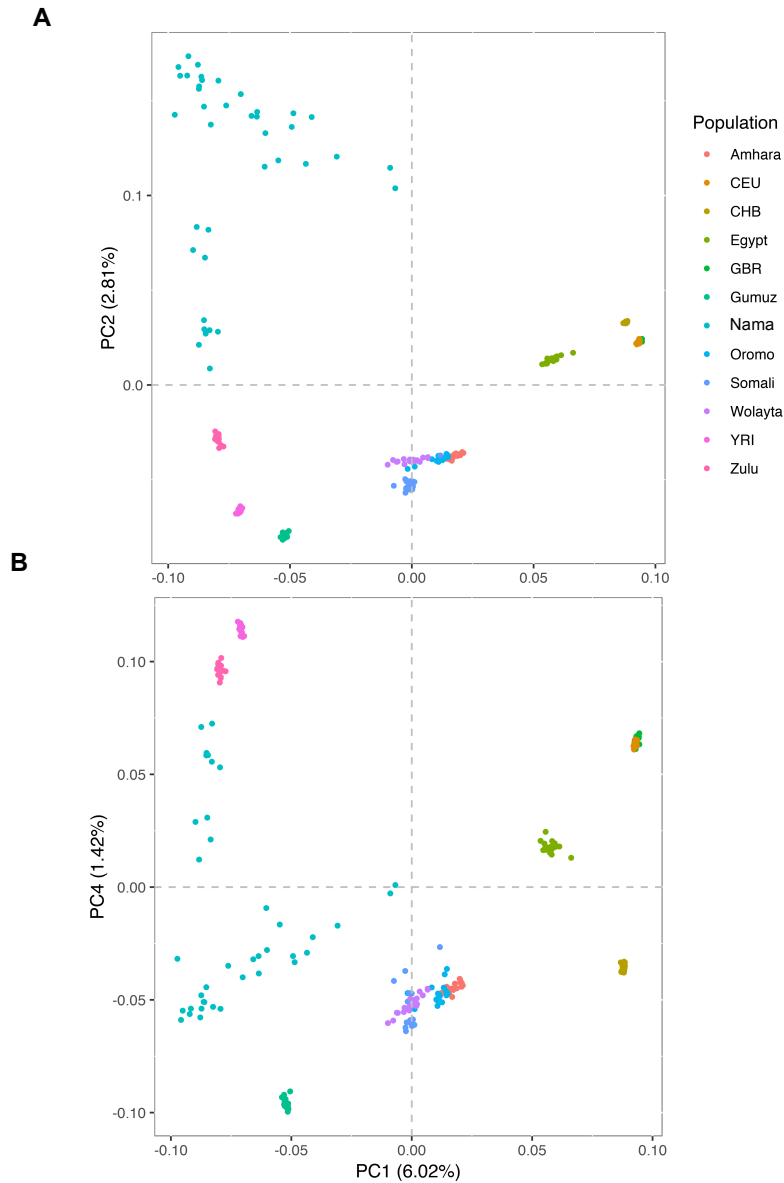 A
PC2 (2.81%)
0.1
0.0
-0.10
-0.05
0.00
0.05
0.10
Population
Amhara
CEU
CHB
Egypt
GBR
Gumuz
Nama
Oromo
Somali
Wolayta
YRI
Zulu
B
PC4 (1.42%)
0.10
0.05
0.00
-0.05
-0.10
-0.10
-0.05
0.00
0.05
0.10
PC1 (6.02%)